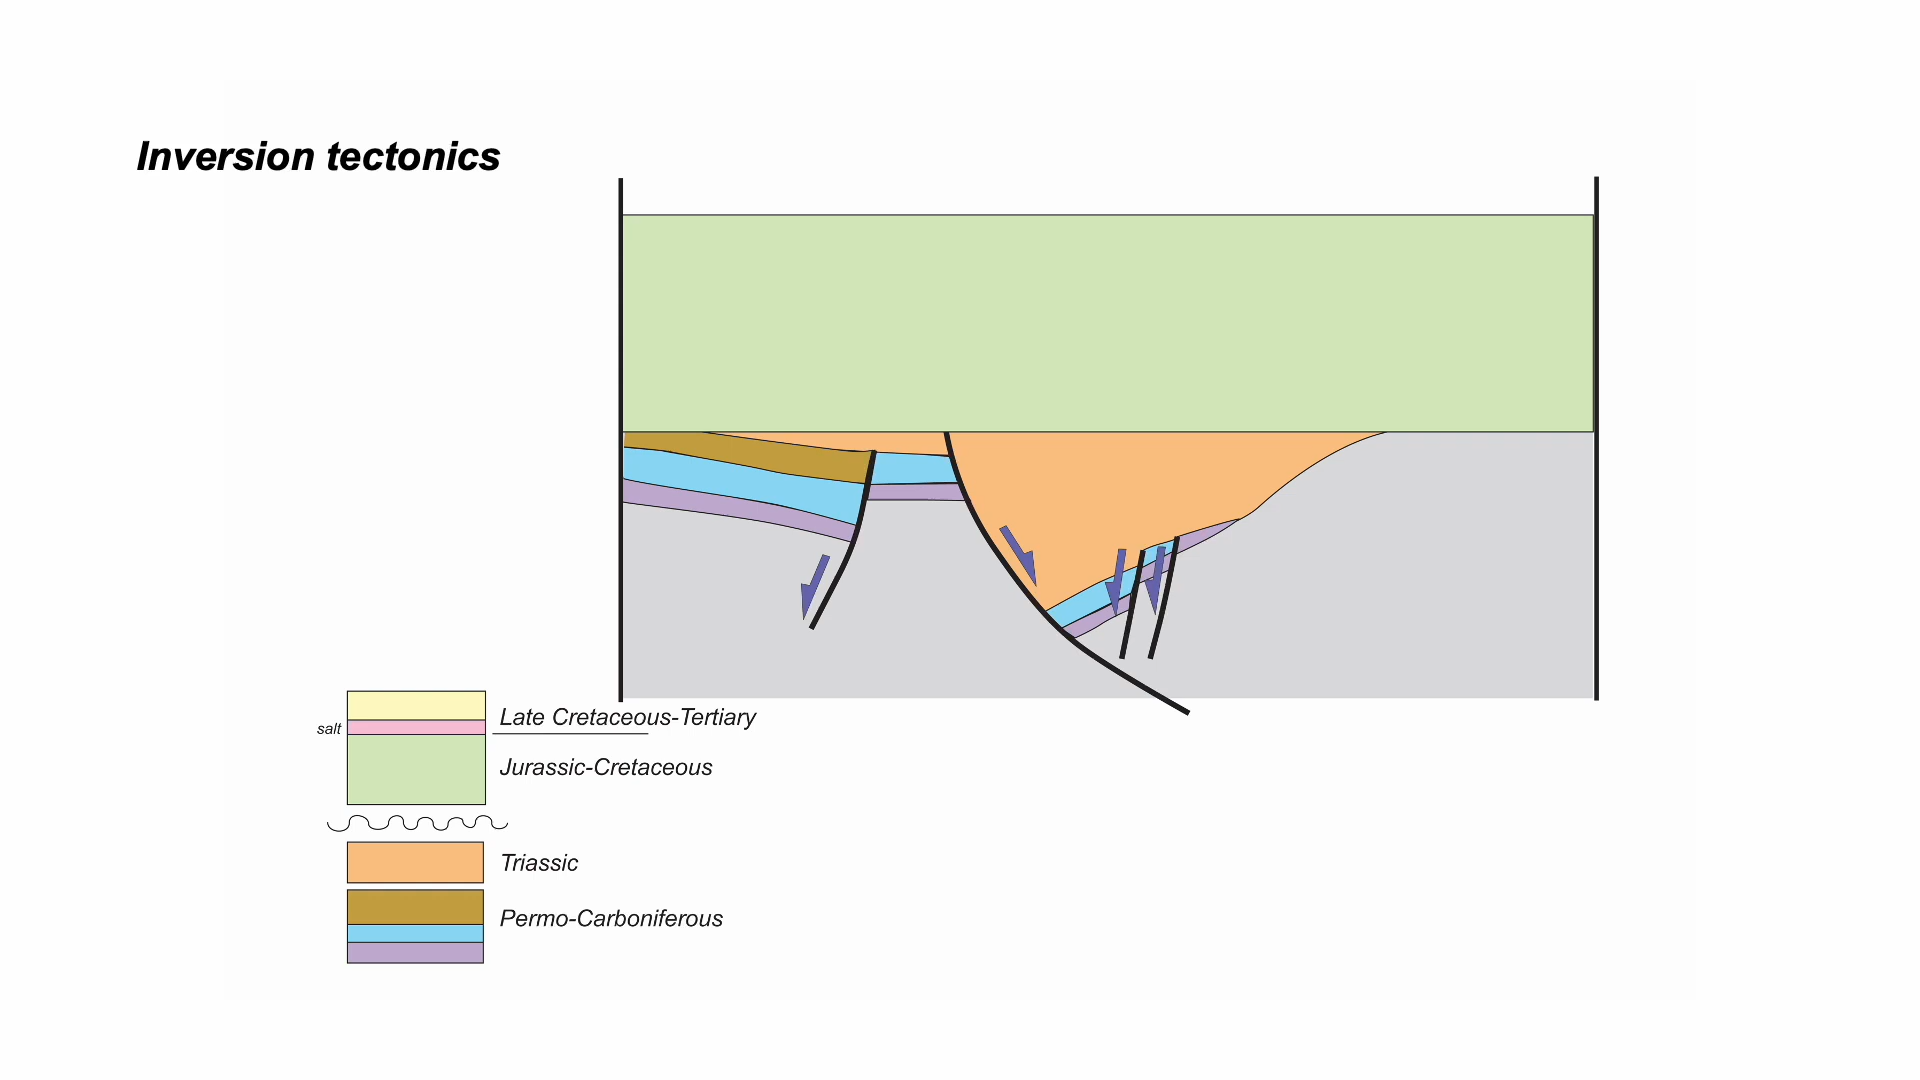 Inversion tectonics
salt
Late Cretaceous-Tertiary
Jurassic-Cretaceous
Triassic
Permo-Carboniferous